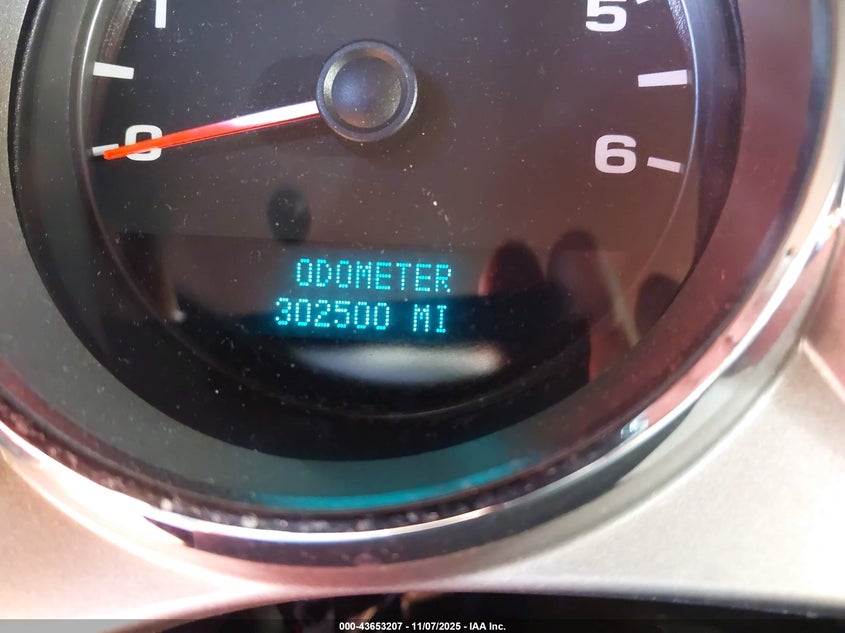 1 5
0 6
ODOMETER
302500 MI
000-43653207 - 11/07/2025 - IAA Inc.